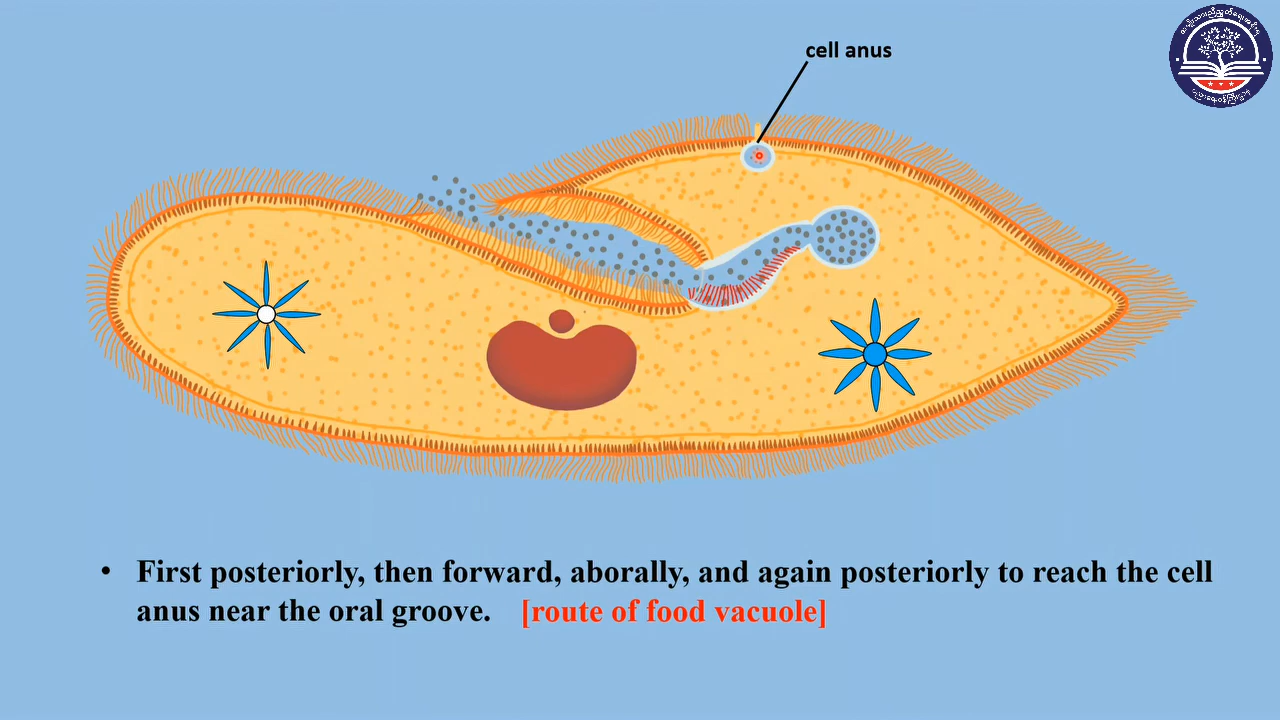 cell anus
• First posteriorly, then forward, aborally, and again posteriorly to reach the cell
anus near the oral groove. [route of food vacuole]